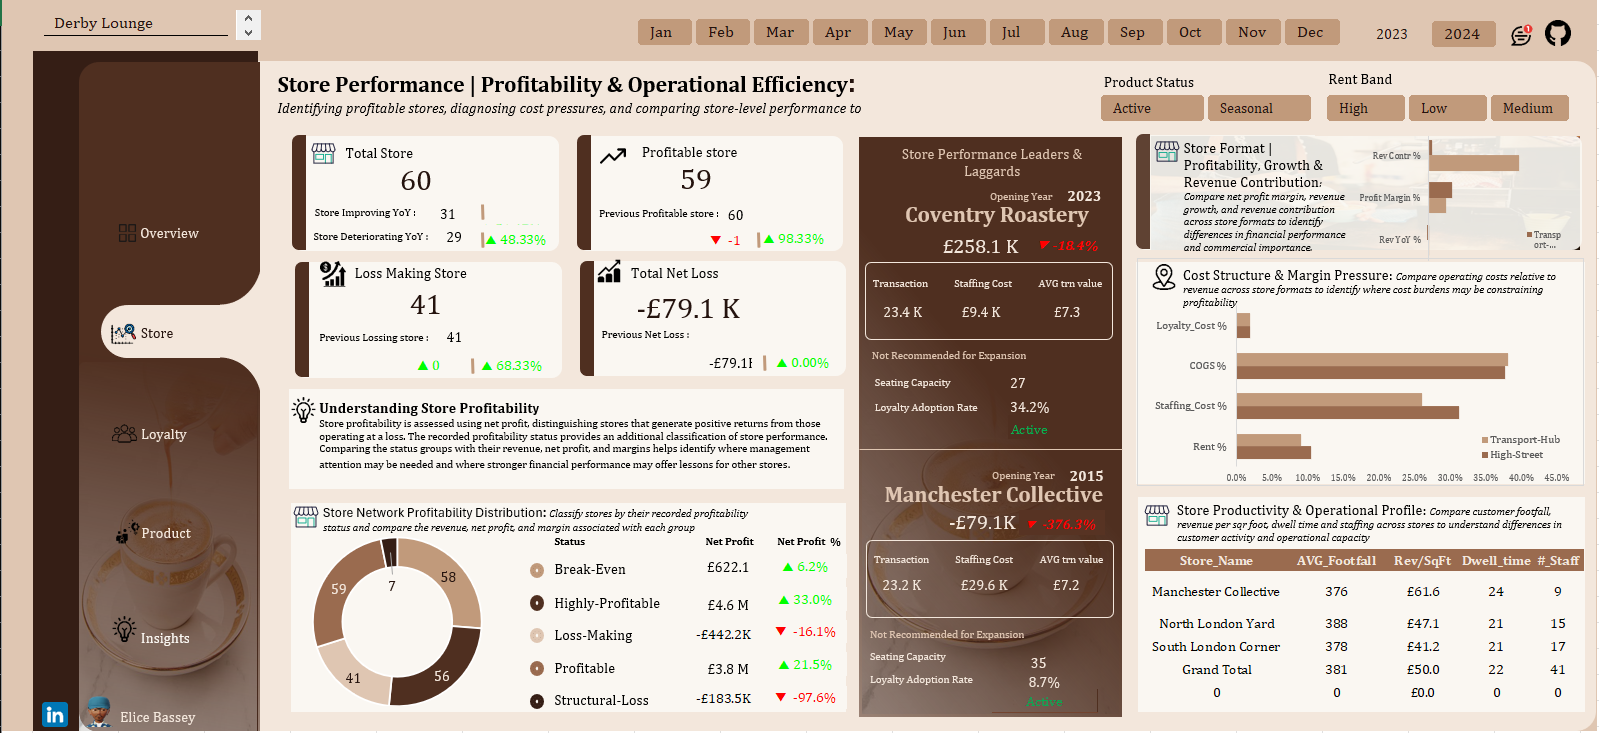 Derby Lounge
Jan Feb Mar Apr May Jun Jul Aug Sep Oct Nov Dec
2023 2024
1
Store Performance | Profitability & Operational Efficiency:
Identifying profitable stores, diagnosing cost pressures, and comparing store-level performance to
Product Status
Active Seasonal
Rent Band
High Low Medium
Overview
Store
Loyalty
Product
Insights
in
Elice Bassey
Total Store
60
Store Improving YoY : 31
Store Deteriorating YoY : 29 ▲ 48.33%
Profitable store
59
Previous Profitable store : 60
▼ -1 ▲ 98.33%
Loss Making Store
41
Previous Lossing store : 41
▲ 0 ▲ 68.33%
Total Net Loss
-£79.1 K
Previous Net Loss :
-£79.1 ▲ 0.00%
Understanding Store Profitability
Store profitability is assessed using net profit, distinguishing stores that generate positive returns from those
operating at a loss. The recorded profitability status provides an additional classification of store performance.
Comparing the status groups with their revenue, net profit, and margins helps identify where management
attention may be needed and where stronger financial performance may offer lessons for other stores.
Store Network Profitability Distribution: Classify stores by their recorded profitability
status and compare the revenue, net profit, and margin associated with each group
58
56
41
59
7
Status Net Profit Net Profit %
Break-Even £622.1 ▲ 6.2%
Highly-Profitable £4.6 M ▲ 33.0%
Loss-Making -£442.2K ▼ -16.1%
Profitable £3.8 M ▲ 21.5%
Structural-Loss -£183.5K ▼ -97.6%
Store Performance Leaders &
Laggards
Opening Year 2023
Coventry Roastery
£258.1 K ▼ -18.4%
Transaction Staffing Cost AVG trn value
23.4 K £9.4 K £7.3
Not Recommended for Expansion
Seating Capacity 27
Loyalty Adoption Rate 34.2%
Active
Opening Year 2015
Manchester Collective
-£79.1K ▼ -376.3%
Transaction Staffing Cost AVG trn value
23.2 K £29.6 K £7.2
Not Recommended for Expansion
Seating Capacity 35
Loyalty Adoption Rate 8.7%
Active
Store Format |
Profitability, Growth &
Revenue Contribution:
Compare net profit margin, revenue
growth, and revenue contribution
across store formats to identify
differences in financial performance
and commercial importance.
Rev Contr %
Profit Margin %
Rev YoY %
Transp
ort-...
Cost Structure & Margin Pressure: Compare operating costs relative to
revenue across store formats to identify where cost burdens may be constraining
profitability
Loyalty_Cost %
COGS %
Staffing_Cost %
Rent %
Transport-Hub
High-Street
0.0% 5.0% 10.0% 15.0% 20.0% 25.0% 30.0% 35.0% 40.0% 45.0%
Store Productivity & Operational Profile: Compare customer footfall,
revenue per sqr foot, dwell time and staffing across stores to understand differences in
customer activity and operational capacity
Store_Name AVG_Footfall Rev/SqFt Dwell_time #_Staff
Manchester Collective 376 £61.6 24 9
North London Yard 388 £47.1 21 15
South London Corner 378 £41.2 21 17
Grand Total 381 £50.0 22 41
0 0 £0.0 0 0